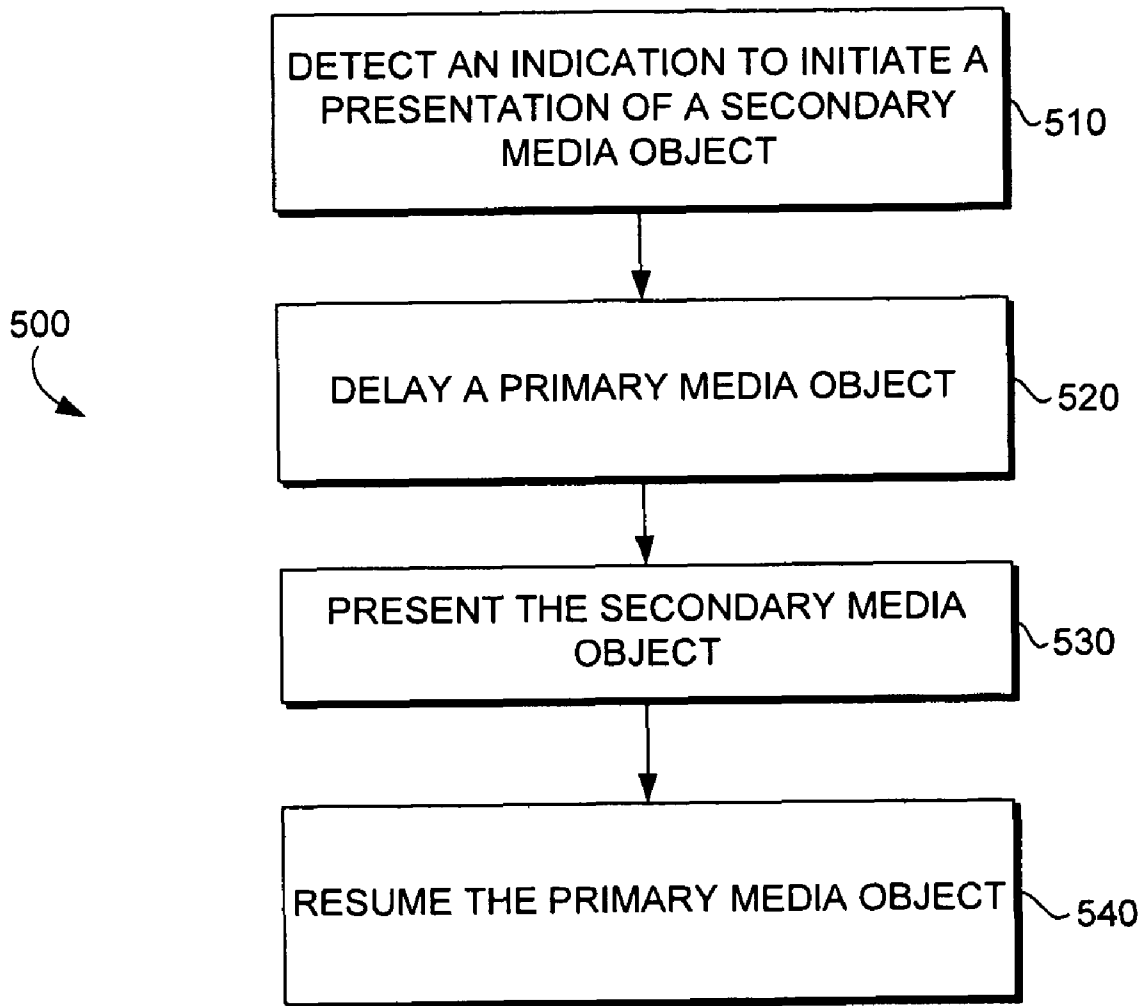 DETECT AN INDICATION TO INITIATE A
PRESENTATION OF A SECONDARY
MEDIA OBJECT
510
500
DELAY A PRIMARY MEDIA OBJECT
520
PRESENT THE SECONDARY MEDIA
OBJECT
530
RESUME THE PRIMARY MEDIA OBJECT
540